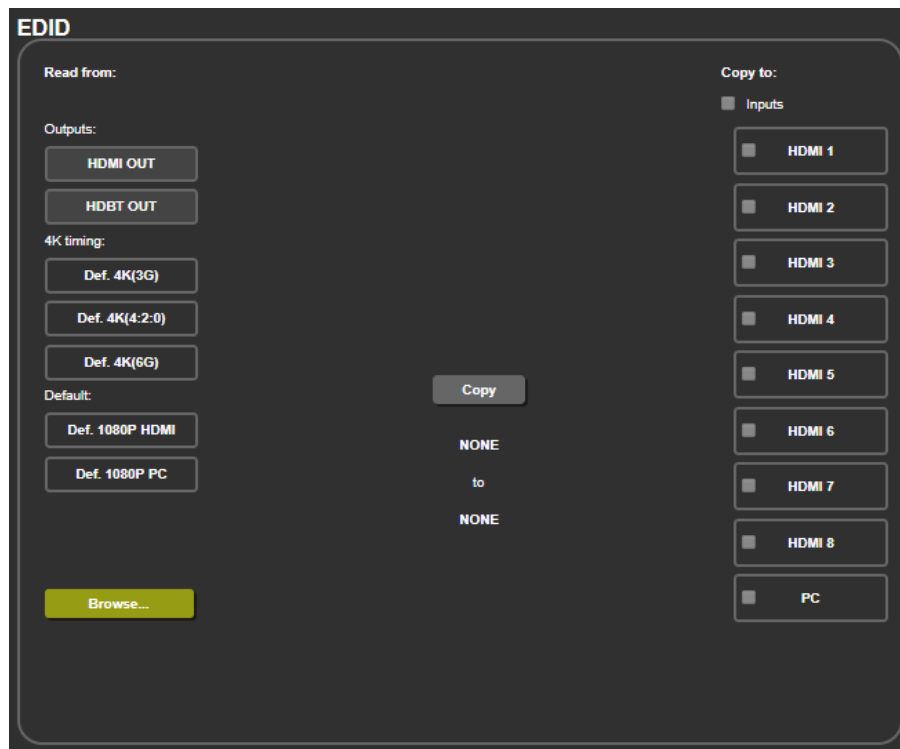 EDID
Read from:
Outputs:
HDMI OUT
HDBT OUT
4K timing:
Def. 4K(3G)
Def. 4K(4:2:0)
Def. 4K(6G)
Default:
Def. 1080P HDMI
Def. 1080P PC
Browse...
Copy
NONE
to
NONE
Copy to:
Inputs
HDMI 1
HDMI 2
HDMI 3
HDMI 4
HDMI 5
HDMI 6
HDMI 7
HDMI 8
PC